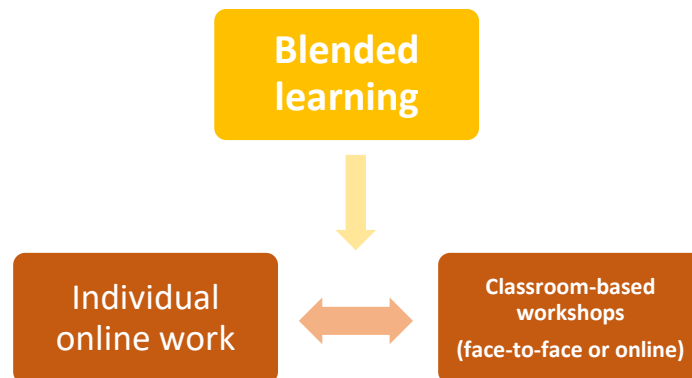 Blended
learning
Individual
online work
Classroom-based
workshops
(face-to-face or online)